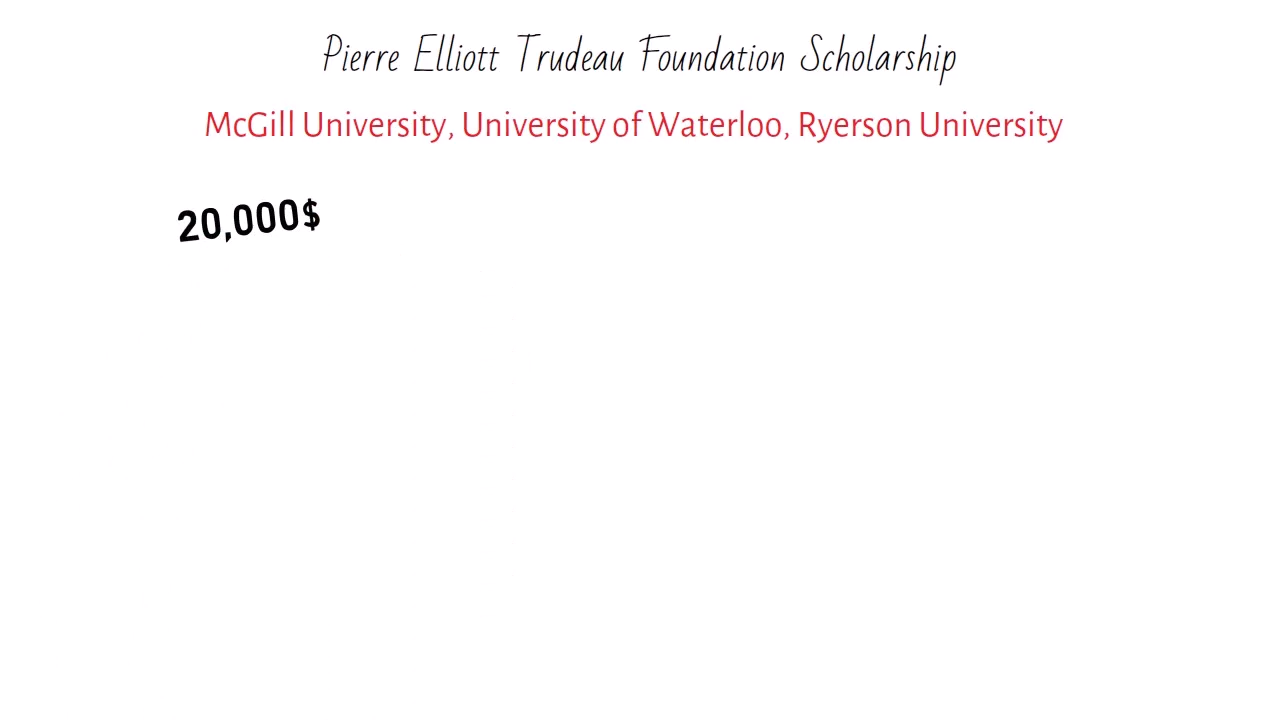 Pierre Elliott Trudeau Foundation Scholarship
McGill University, University of Waterloo, Ryerson University
20,000$